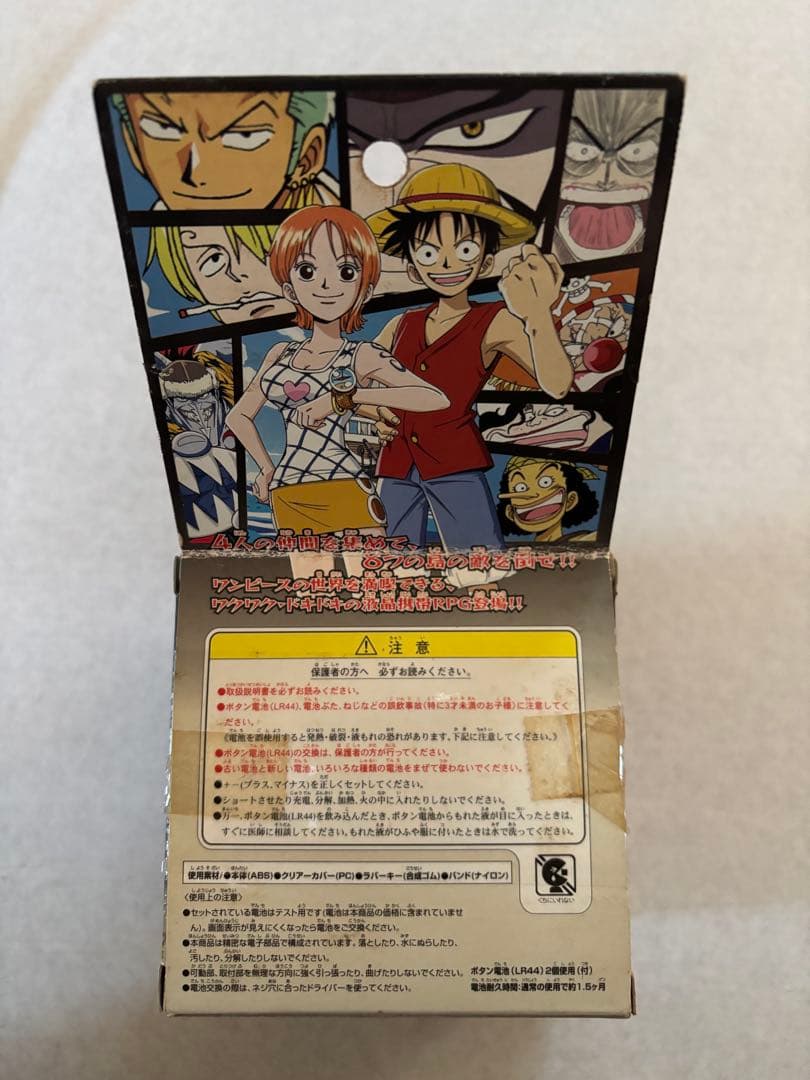 4人の仲間を集めて、
8つの島の敵を倒せ!!
ワンピースの世界を満喫できる、
ワクワク・ドキドキの液晶携帯RPG登場!!
注意
保護者の方へ 必ずお読みください。
●取扱説明書を必ずお読みください。
●ボタン電池(LR44)、電池ぶた、ねじなどの誤飲事故(特に3才未満のお子様)に注意してく
ださい。
《電池を誤使用すると発熱・破裂・液もれの恐れがあります。下記に注意してください。》
●ボタン電池(LR44)の交換は、保護者の方が行ってください。
●古い電池と新しい電池、いろいろな種類の電池をまぜて使わないでください。
●+−(プラス、マイナス)を正しくセットしてください。
●ショートさせたり充電、分解、加熱、火の中に入れたりしないでください。
●万一、ボタン電池(LR44)を飲み込んだとき、ボタン電池からもれた液が目に入ったときは、
すぐに医師に相談してください。もれた液がひふや服に付いたときは水で洗ってください。
使用素材/●本体(ABS)●クリアーカバー(PC)●ラバーキー(合成ゴム)●バンド(ナイロン)
くちにいれない
〈使用上の注意〉
●セットされている電池はテスト用です(電池は本商品の価格に含まれていませ
ん)。画面表示が見えにくくなったら電池をご交換ください。
●本商品は精密な電子部品で構成されています。落としたり、水にぬらしたり、
汚したり、分解したりしないでください。
●可動部、取付部を無理な方向に強く引っ張ったり、曲げたりしないでください。
●電池交換の際は、ネジ穴に合ったドライバーを使ってください。
ボタン電池(LR44)2個使用(付)
電池耐久時間:通常の使用で約1.5ヶ月